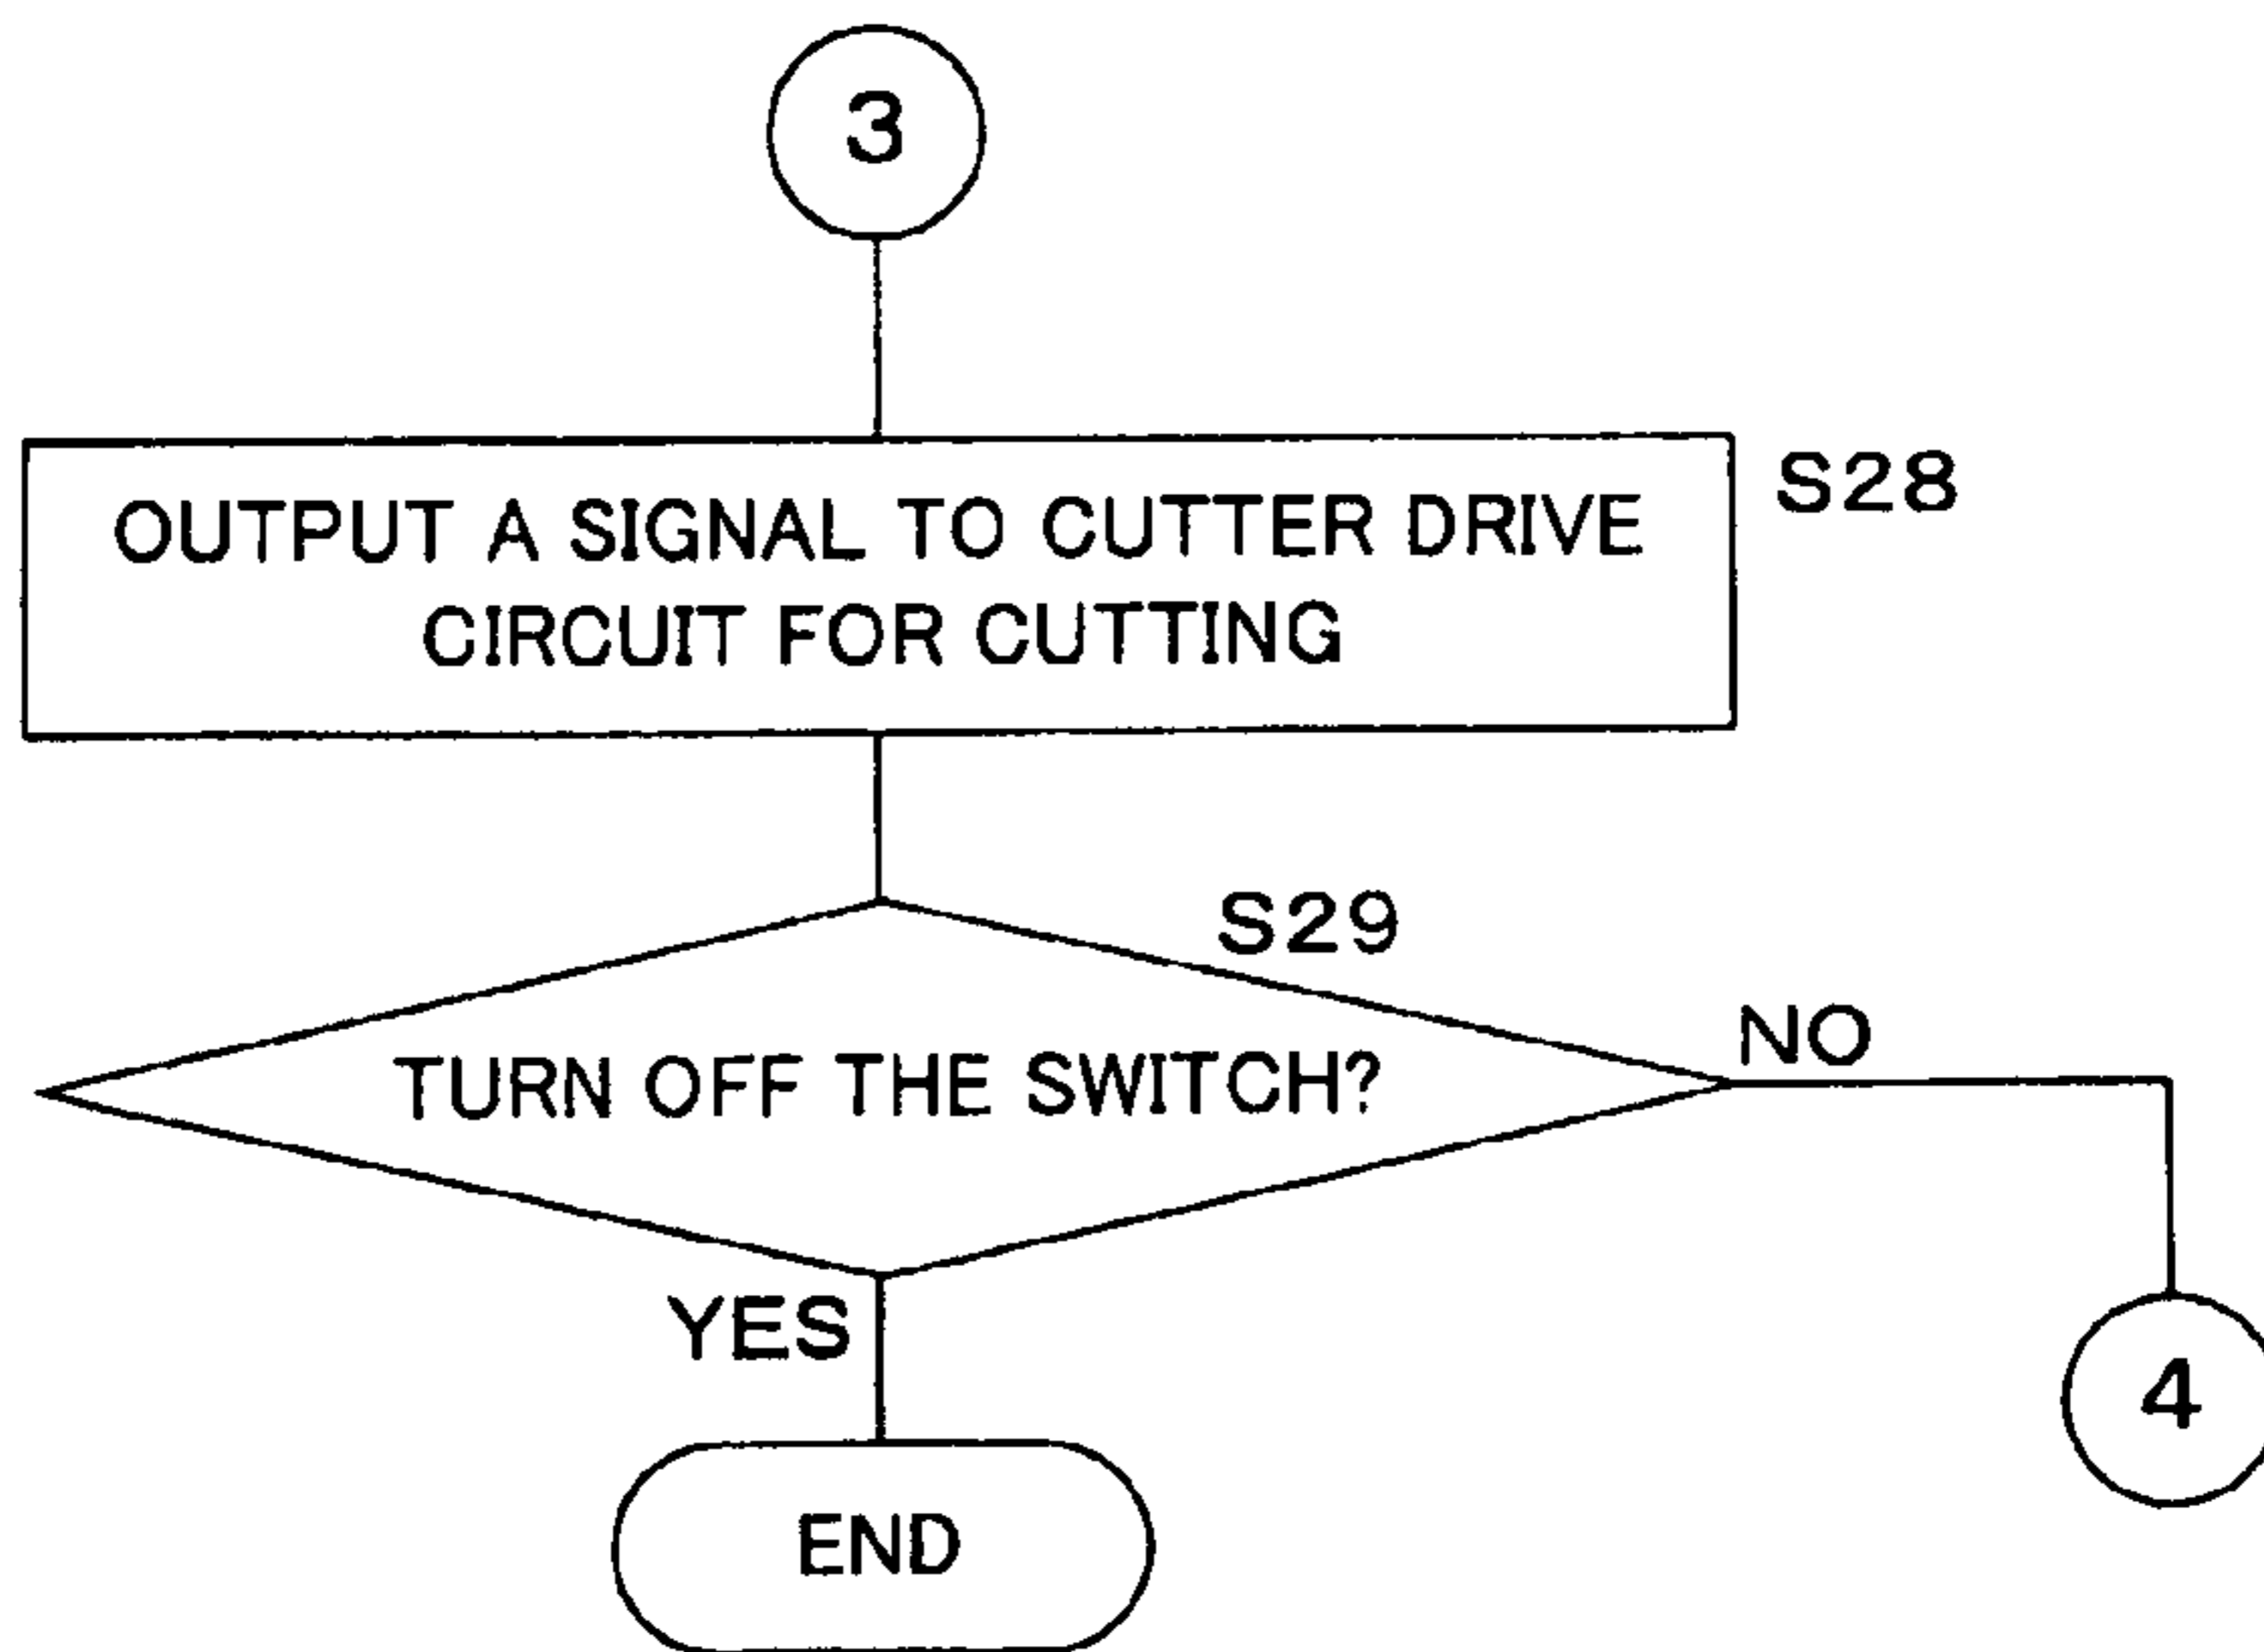 3
OUTPUT A SIGNAL TO CUTTER DRIVE
CIRCUIT FOR CUTTING
S28
S29
TURN OFF THE SWITCH?
NO
YES
4
END